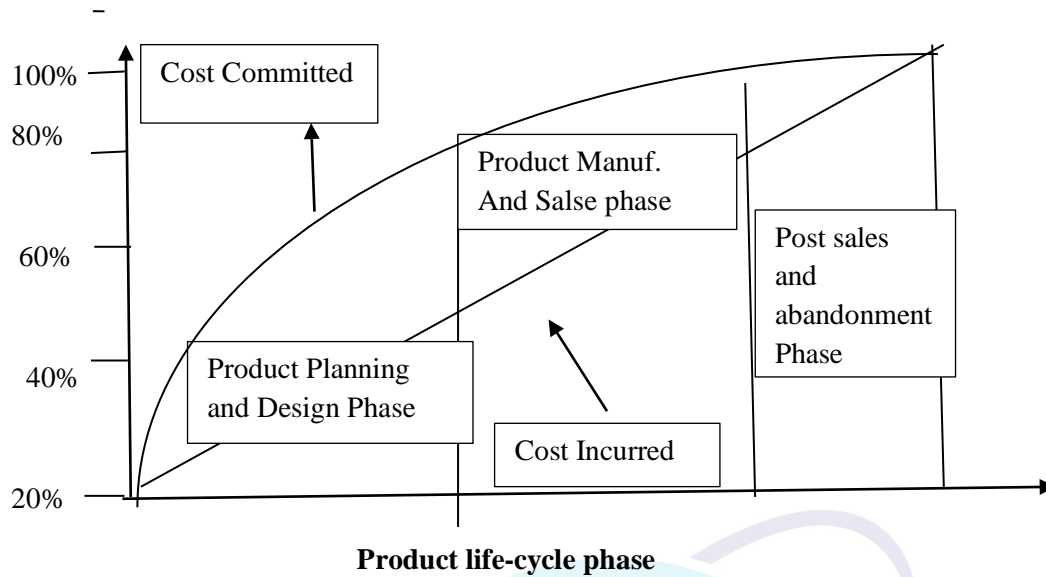 100%
80%
60%
40%
20%
Cost Committed
Product Manuf.
And Salse phase
Post sales
and
abandonment
Phase
Product Planning
and Design Phase
Cost Incurred
Product life-cycle phase